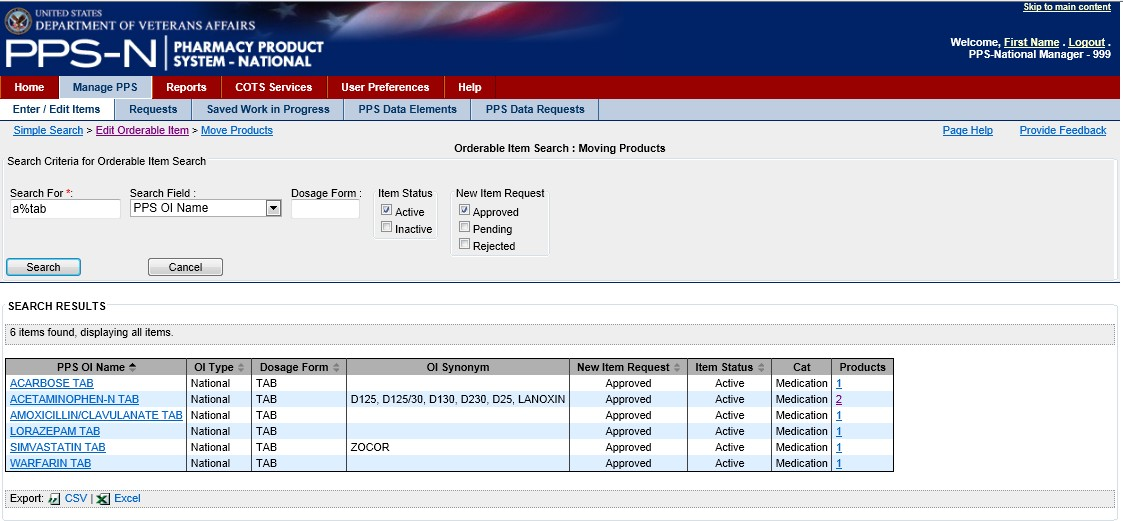 Skip to main content
UNITED STATES
DEPARTMENT OF VETERANS AFFAIRS
PPS-N PHARMACY PRODUCT
SYSTEM - NATIONAL
Welcome, First Name . Logout .
PPS-National Manager - 999
Home Manage PPS Reports COTS Services User Preferences Help
Enter / Edit Items Requests Saved Work in Progress PPS Data Elements PPS Data Requests
Simple Search > Edit Orderable Item > Move Products Page Help Provide Feedback
Orderable Item Search : Moving Products
Search Criteria for Orderable Item Search
Search For *: Search Field : Dosage Form : Item Status New Item Request
a%tab PPS OI Name Active Approved
Inactive Pending
Rejected
Search Cancel
SEARCH RESULTS
6 items found, displaying all items.
PPS OI Name OI Type Dosage Form OI Synonym New Item Request Item Status Cat Products
ACARBOSE TAB National TAB Approved Active Medication 1
ACETAMINOPHEN-N TAB National TAB D125, D125/30, D130, D230, D25, LANOXIN Approved Active Medication 2
AMOXICILLIN/CLAVULANATE TAB National TAB Approved Active Medication 1
LORAZEPAM TAB National TAB Approved Active Medication 1
SIMVASTATIN TAB National TAB ZOCOR Approved Active Medication 1
WARFARIN TAB National TAB Approved Active Medication 1
Export: CSV | Excel